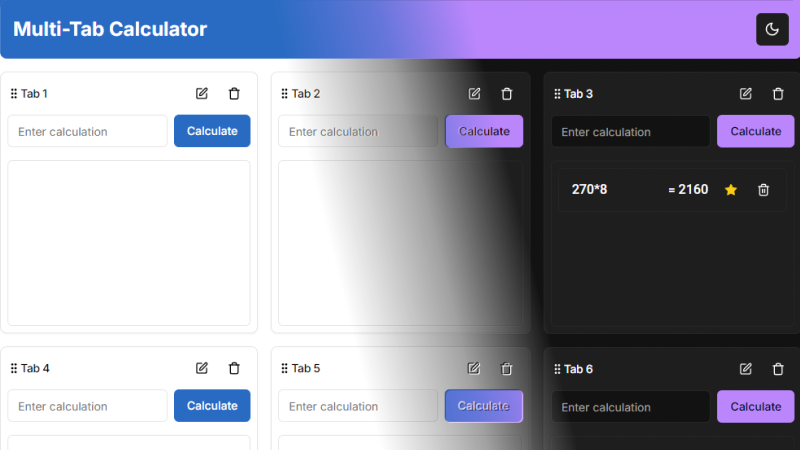 Multi-Tab Calculator
Tab 1
Enter calculation
Calculate
Tab 2
Enter calculation
Calculate
Tab 3
Enter calculation
Calculate
270*8 = 2160
Tab 4
Enter calculation
Calculate
Tab 5
Enter calculation
Calculate
Tab 6
Enter calculation
Calculate